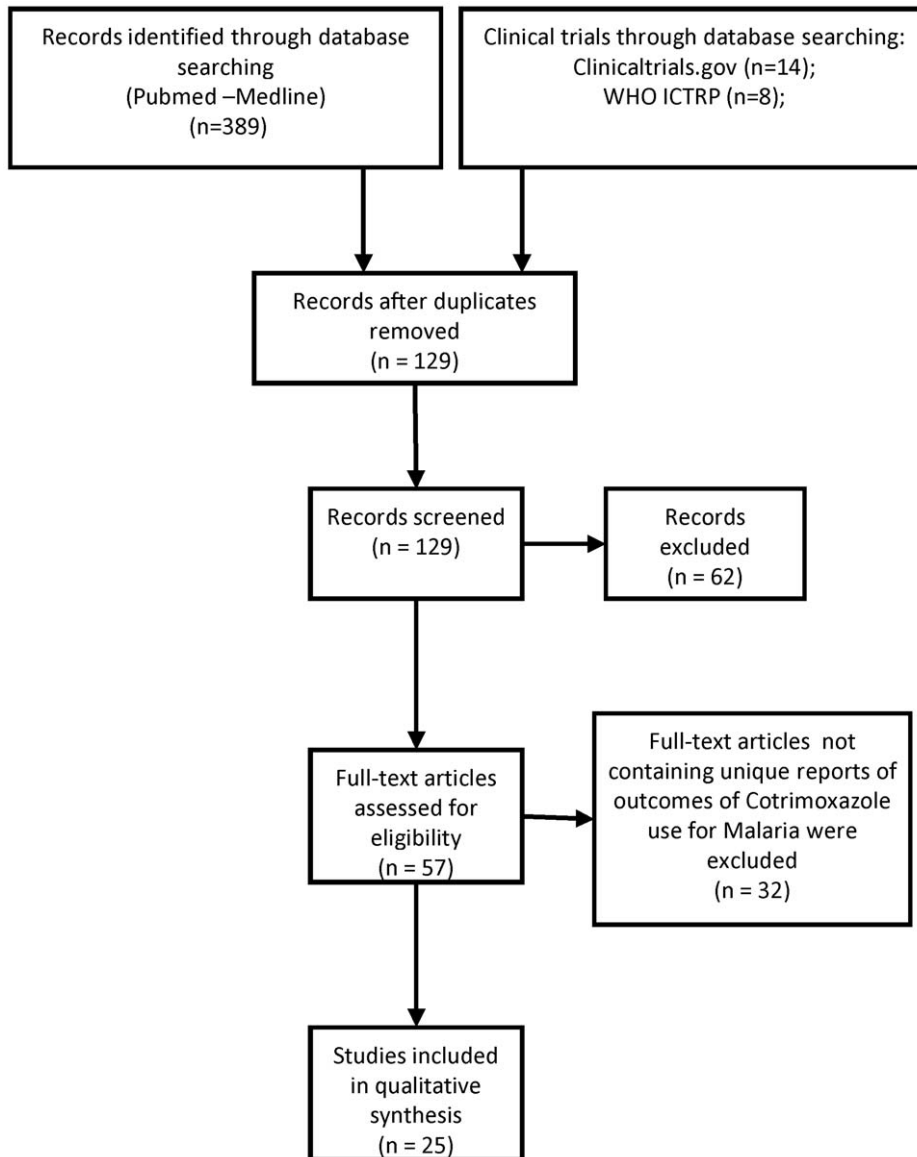 Records identified through database
searching
(Pubmed –Medline)
(n=389)
Clinical trials through database searching:
Clinicaltrials.gov (n=14);
WHO ICTRP (n=8);
Records after duplicates
removed
(n = 129)
Records screened
(n = 129)
Records
excluded
(n = 62)
Full-text articles
assessed for
eligibility
(n = 57)
Full-text articles not
containing unique reports of
outcomes of Cotrimoxazole
use for Malaria were
excluded
(n = 32)
Studies included
in qualitative
synthesis
(n = 25)